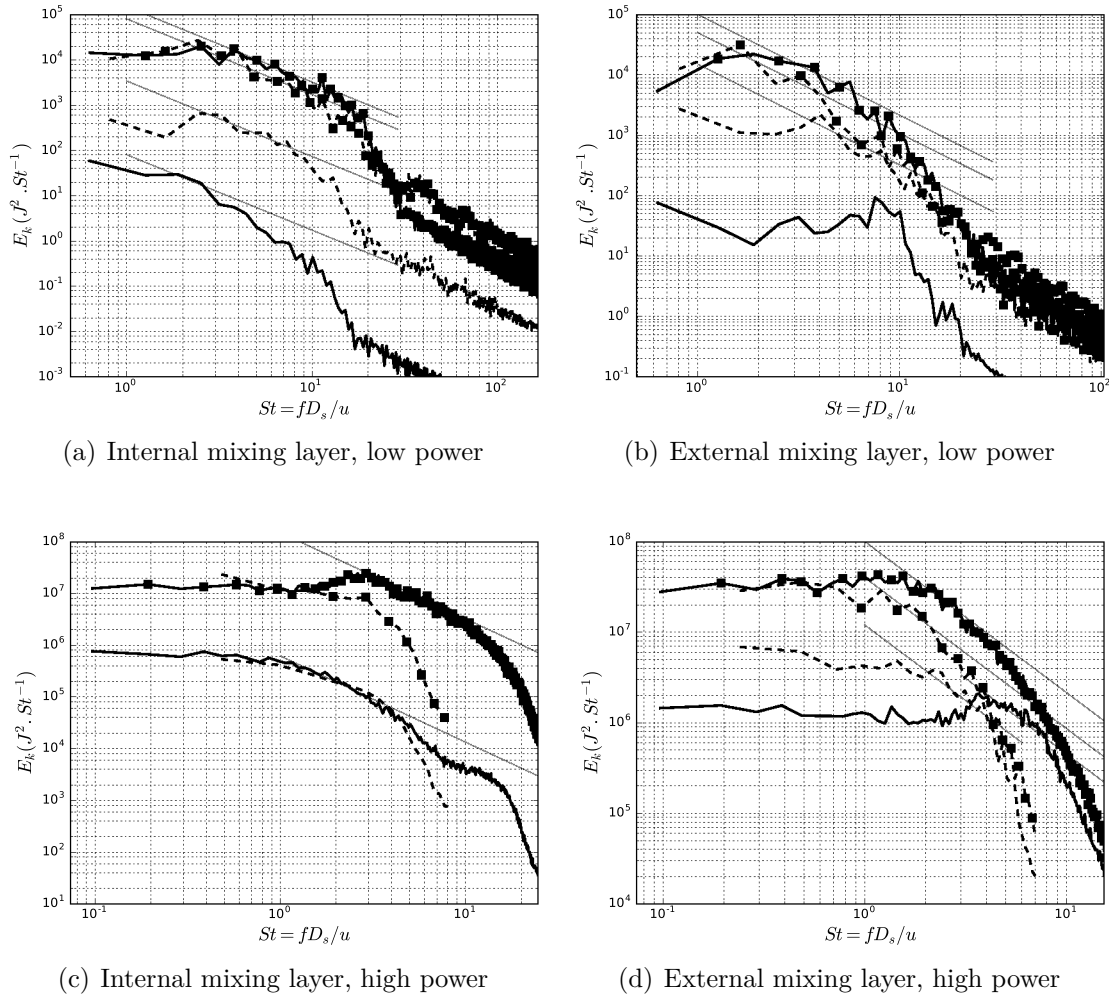 10^5
10^4
10^3
10^2
10^1
10^0
10^-1
10^-2
10^-3
E_k(J^2.St^-1)
10^0 10^1 10^2
St=fD_s/u
(a) Internal mixing layer, low power
10^5
10^4
10^3
10^2
10^1
10^0
10^-1
E_k(J^2.St^-1)
10^0 10^1 10^2
St=fD_s/u
(b) External mixing layer, low power
10^8
10^7
10^6
10^5
10^4
10^3
10^2
10^1
E_k(J^2.St^-1)
10^-1 10^0 10^1
St=fD_s/u
(c) Internal mixing layer, high power
10^8
10^7
10^6
10^5
10^4
E_k(J^2.St^-1)
10^-1 10^0 10^1
St=fD_s/u
(d) External mixing layer, high power